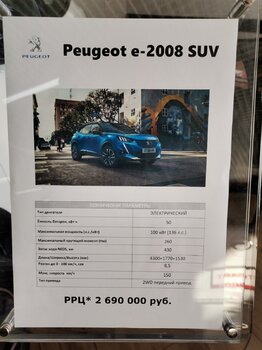 PEUGEOT
Peugeot e-2008 SUV
ТЕХНИЧЕСКИЕ ПАРАМЕТРЫ
Тип двигателя ЭЛЕКТРИЧЕСКИЙ
Емкость батареи, кВт ч 50
Максимальная мощность (л.с./кВт) 100 кВт (136 л.с.)
Максимальный крутящий момент (Нм) 260
Запас хода NEDS, км 430
Длина/Ширина/Высота (мм) 4300×1770×1530
Разгон до 0 - 100 км/ч, сек 8,5
Макс. скорость км/ч 150
Тип привода 2WD передний привод
РРЦ* 2 690 000 руб.